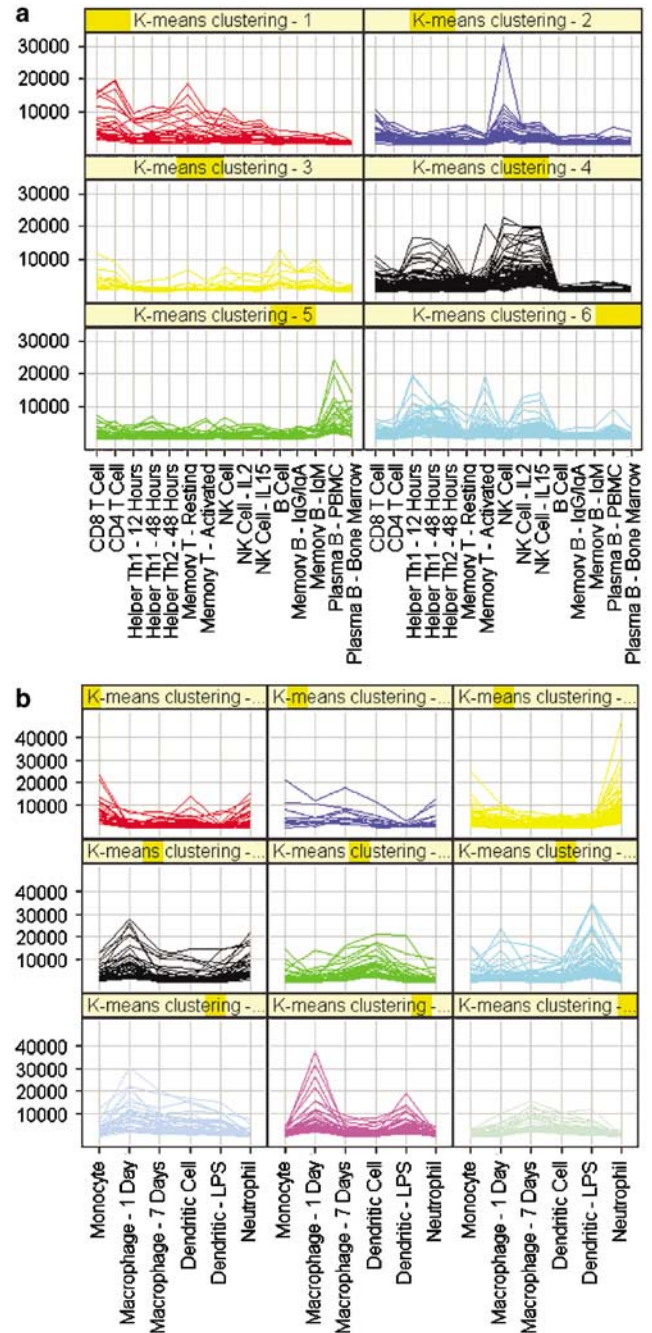 a
K-means clustering - 1
K-means clustering - 2
30000
20000
10000
K-means clustering - 3
K-means clustering - 4
30000
20000
10000
K-means clustering - 5
K-means clustering - 6
30000
20000
10000
CD8 T Cell
CD4 T Cell
Helper Th1 - 12 Hours
Helper Th1 - 48 Hours
Helper Th2 - 48 Hours
Memory T - Resting
Memory T - Activated
NK Cell
NK Cell - IL2
NK Cell - IL15
B Cell
Memory B - IgG/IgA
Memory B - IgM
Plasma B - PBMC
Plasma B - Bone Marrow
CD8 T Cell
CD4 T Cell
Helper Th1 - 12 Hours
Helper Th1 - 48 Hours
Helper Th2 - 48 Hours
Memory T - Resting
Memory T - Activated
NK Cell
NK Cell - IL2
NK Cell - IL15
B Cell
Memory B - IgG/IgA
Memory B - IgM
Plasma B - PBMC
Plasma B - Bone Marrow
b
K-means clustering -...
K-means clustering -...
K-means clustering -...
40000
30000
20000
10000
K-means clustering -...
K-means clustering -...
K-means clustering -...
40000
30000
20000
10000
K-means clustering -...
K-means clustering -...
K-means clustering -...
40000
30000
20000
10000
Monocyte
Macrophage - 1 Day
Macrophage - 7 Days
Dendritic Cell
Dendritic - LPS
Neutrophil
Monocyte
Macrophage - 1 Day
Macrophage - 7 Days
Dendritic Cell
Dendritic - LPS
Neutrophil
Monocyte
Macrophage - 1 Day
Macrophage - 7 Days
Dendritic Cell
Dendritic - LPS
Neutrophil